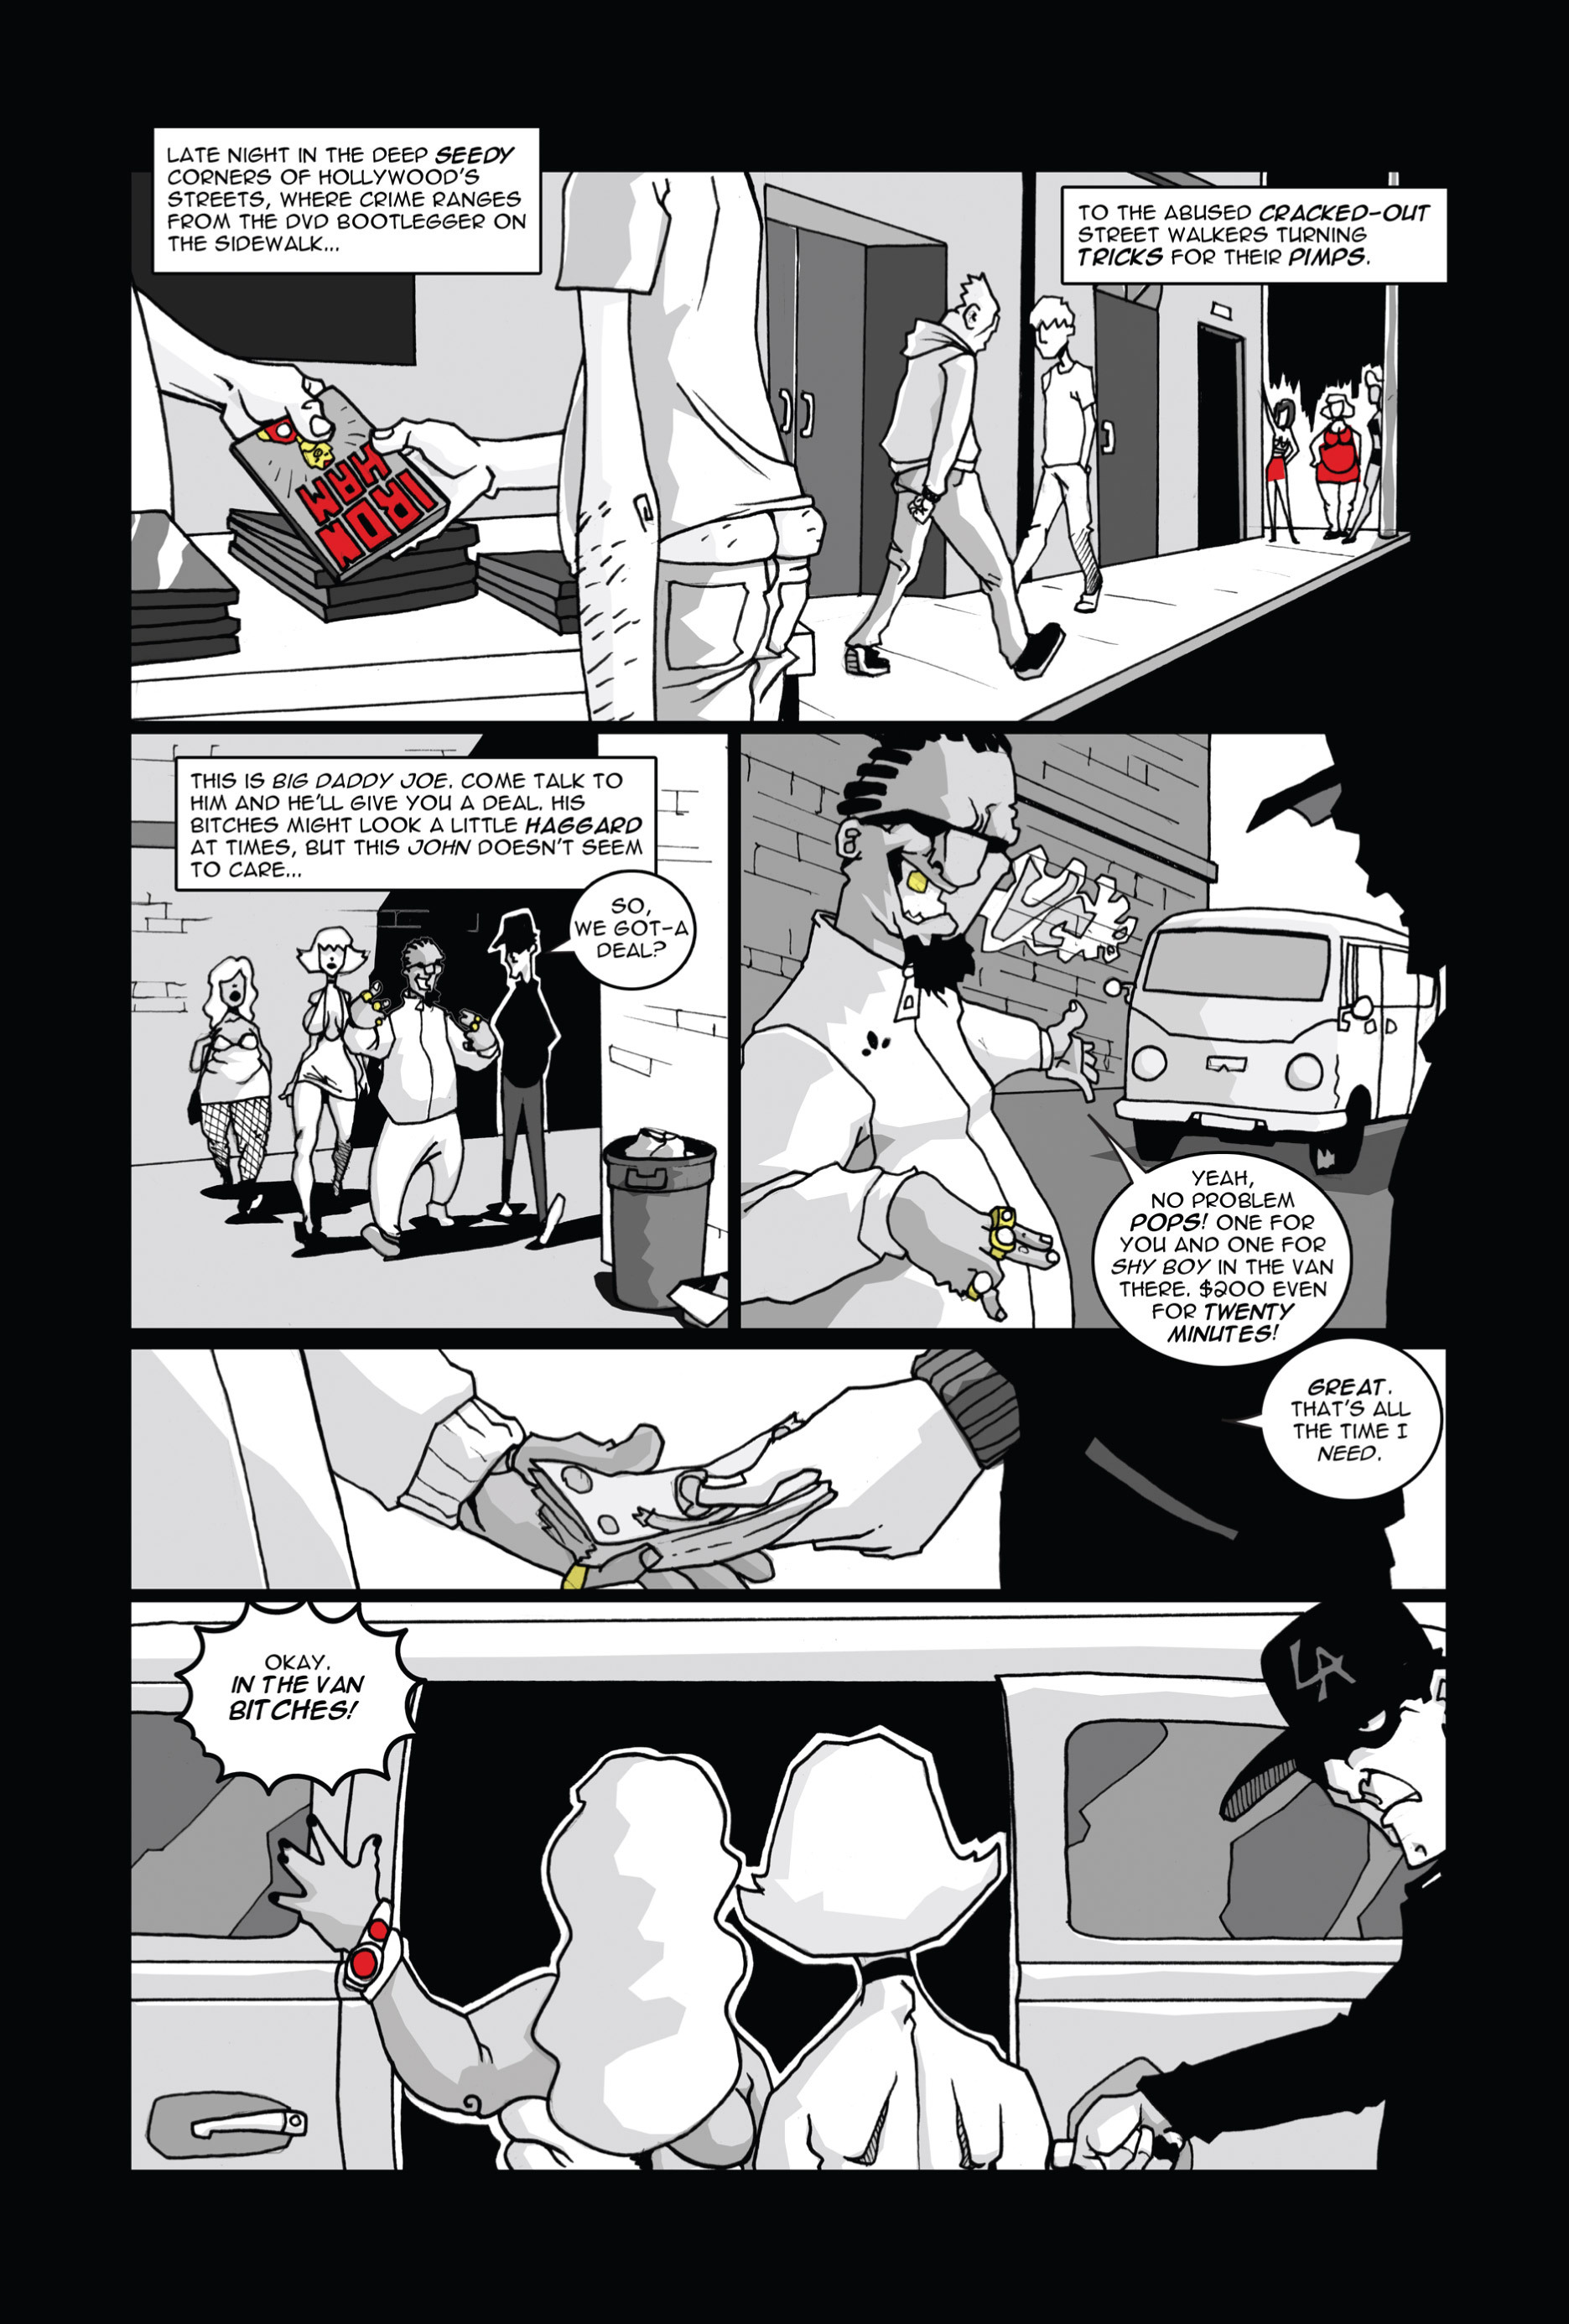 LATE NIGHT IN THE DEEP SEEDY
CORNERS OF HOLLYWOOD'S
STREETS, WHERE CRIME RANGES
FROM THE DVD BOOTLEGGER ON
THE SIDEWALK...
TO THE ABUSED CRACKED-OUT
STREET WALKERS TURNING
TRICKS FOR THEIR PIMPS.
IRON
HAM
THIS IS BIG DADDY JOE. COME TALK TO
HIM AND HE'LL GIVE YOU A DEAL. HIS
BITCHES MIGHT LOOK A LITTLE HAGGARD
AT TIMES, BUT THIS JOHN DOESN'T SEEM
TO CARE...
SO,
WE GOT-A
DEAL?
YEAH,
NO PROBLEM
POPS! ONE FOR
YOU AND ONE FOR
SHY BOY IN THE VAN
THERE. $200 EVEN
FOR TWENTY
MINUTES!
GREAT.
THAT'S ALL
THE TIME I
NEED.
OKAY.
IN THE VAN
BITCHES!
LA